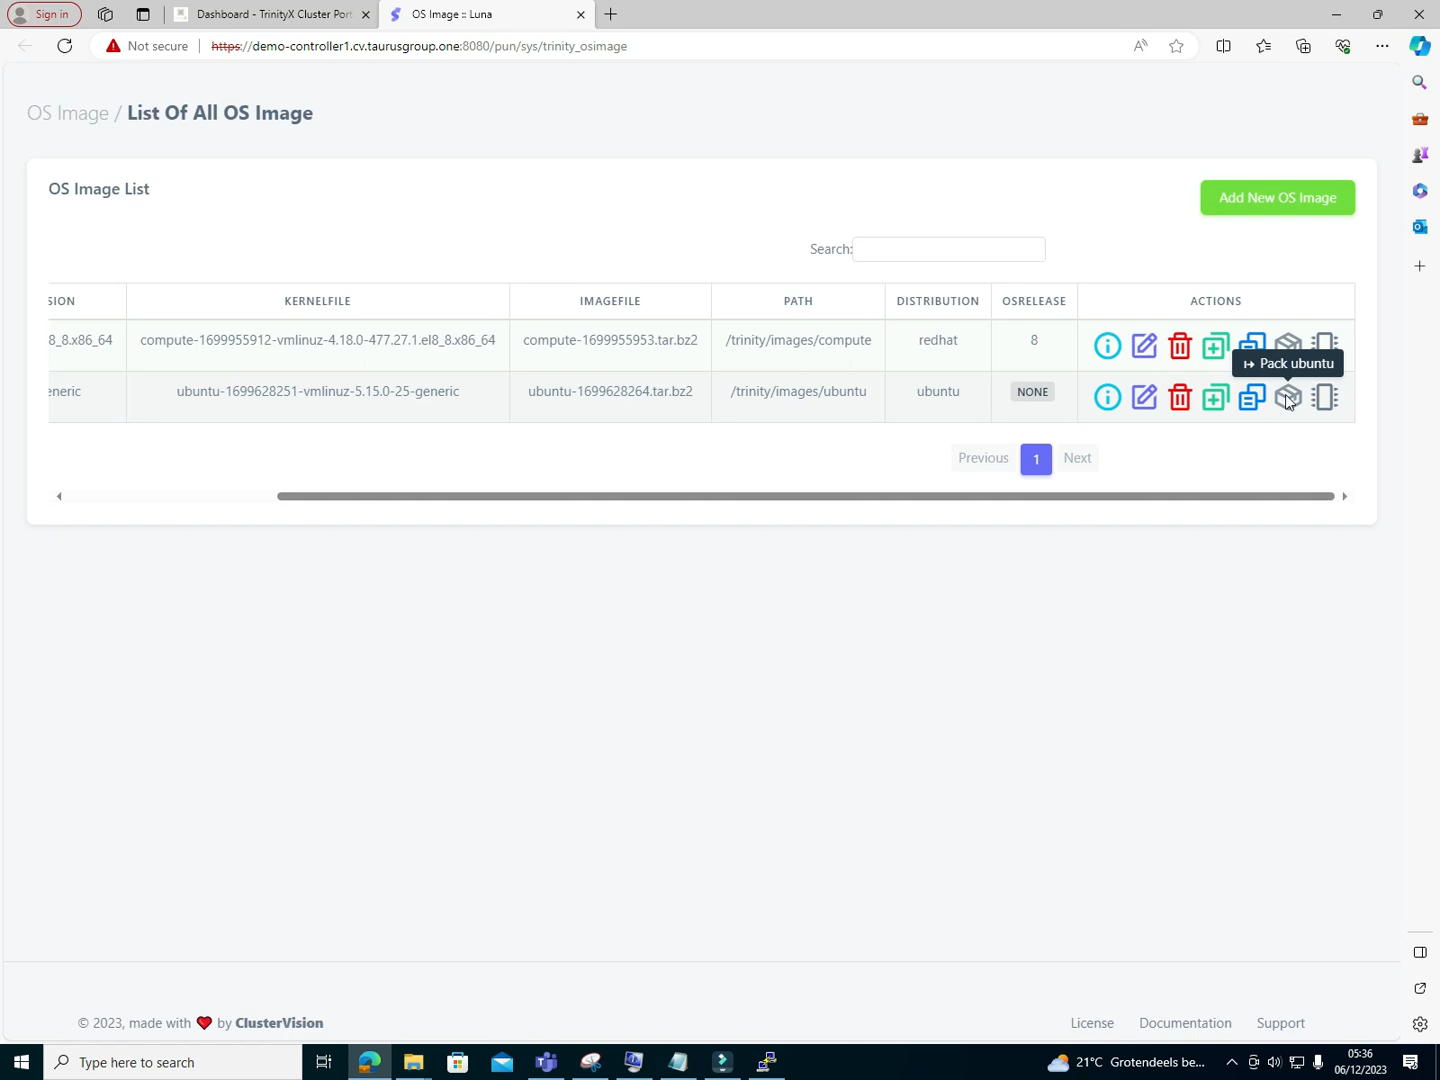 Sign in
Dashboard - TrinityX Cluster Port
OS Image :: Luna
Not secure
https://demo-controller1.cv.taurusgroup.one:8080/pun/sys/trinity_osimage
OS Image / List Of All OS Image
OS Image List
Add New OS Image
Search:
SION KERNELFILE IMAGEFILE PATH DISTRIBUTION OSRELEASE ACTIONS
8_8.x86_64 compute-1699955912-vmlinuz-4.18.0-477.27.1.el8_8.x86_64 compute-1699955953.tar.bz2 /trinity/images/compute redhat 8
↦ Pack ubuntu
eneric ubuntu-1699628251-vmlinuz-5.15.0-25-generic ubuntu-1699628264.tar.bz2 /trinity/images/ubuntu ubuntu NONE
Previous 1 Next
© 2023, made with ❤ by ClusterVision
License Documentation Support
Type here to search
21°C Grotendeels be...
05:36
06/12/2023